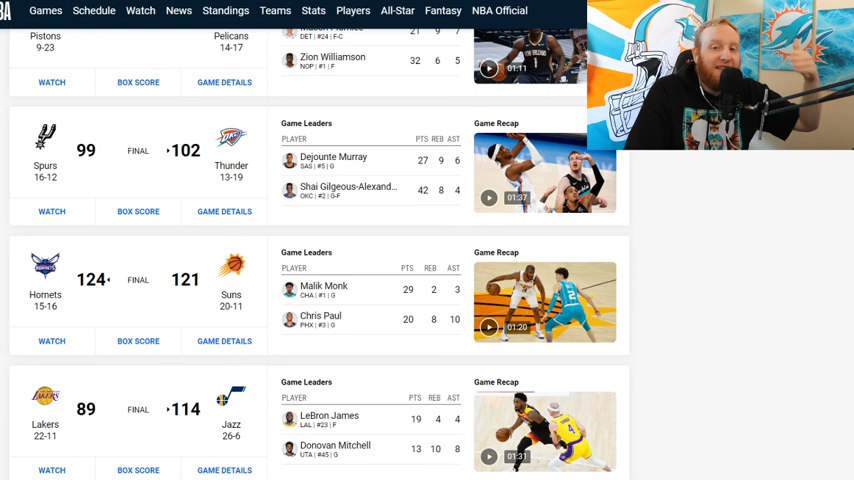 BA Games Schedule Watch News Standings Teams Stats Players All-Star Fantasy NBA Official
Pistons
9-23
Pelicans
14-17
DET | #24 | F-C
21 9 7
Zion Williamson
NOP | #1 | F
32 6 5
01:11
WATCH BOX SCORE GAME DETAILS
Spurs
16-12
99 FINAL 102
Thunder
13-19
Game Leaders
PLAYER PTS REB AST
Dejounte Murray
SAS | #5 | G
27 9 6
Shai Gilgeous-Alexand...
OKC | #2 | G-F
42 8 4
Game Recap
01:37
WATCH BOX SCORE GAME DETAILS
Hornets
15-16
124 FINAL 121
Suns
20-11
Game Leaders
PLAYER PTS REB AST
Malik Monk
CHA | #1 | G
29 2 3
Chris Paul
PHX | #3 | G
20 8 10
Game Recap
01:20
WATCH BOX SCORE GAME DETAILS
LAKERS
Lakers
22-11
89 FINAL 114
Jazz
26-6
Game Leaders
PLAYER PTS REB AST
LeBron James
LAL | #23 | F
19 4 4
Donovan Mitchell
UTA | #45 | G
13 10 8
Game Recap
4
01:31
WATCH BOX SCORE GAME DETAILS